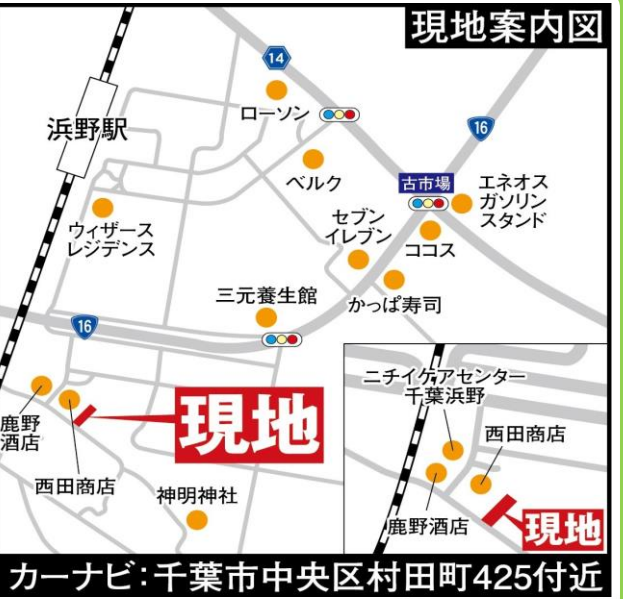 現地案内図
14
ローソン
浜野駅
16
ベルク
古市場
エネオス
ガソリン
スタンド
セブン
イレブン
ココス
ウィザース
レジデンス
三元養生館
かっぱ寿司
16
鹿野
酒店
現地
西田商店
神明神社
ニチイケアセンター
千葉浜野
西田商店
鹿野酒店
現地
カーナビ:千葉市中央区村田町425付近